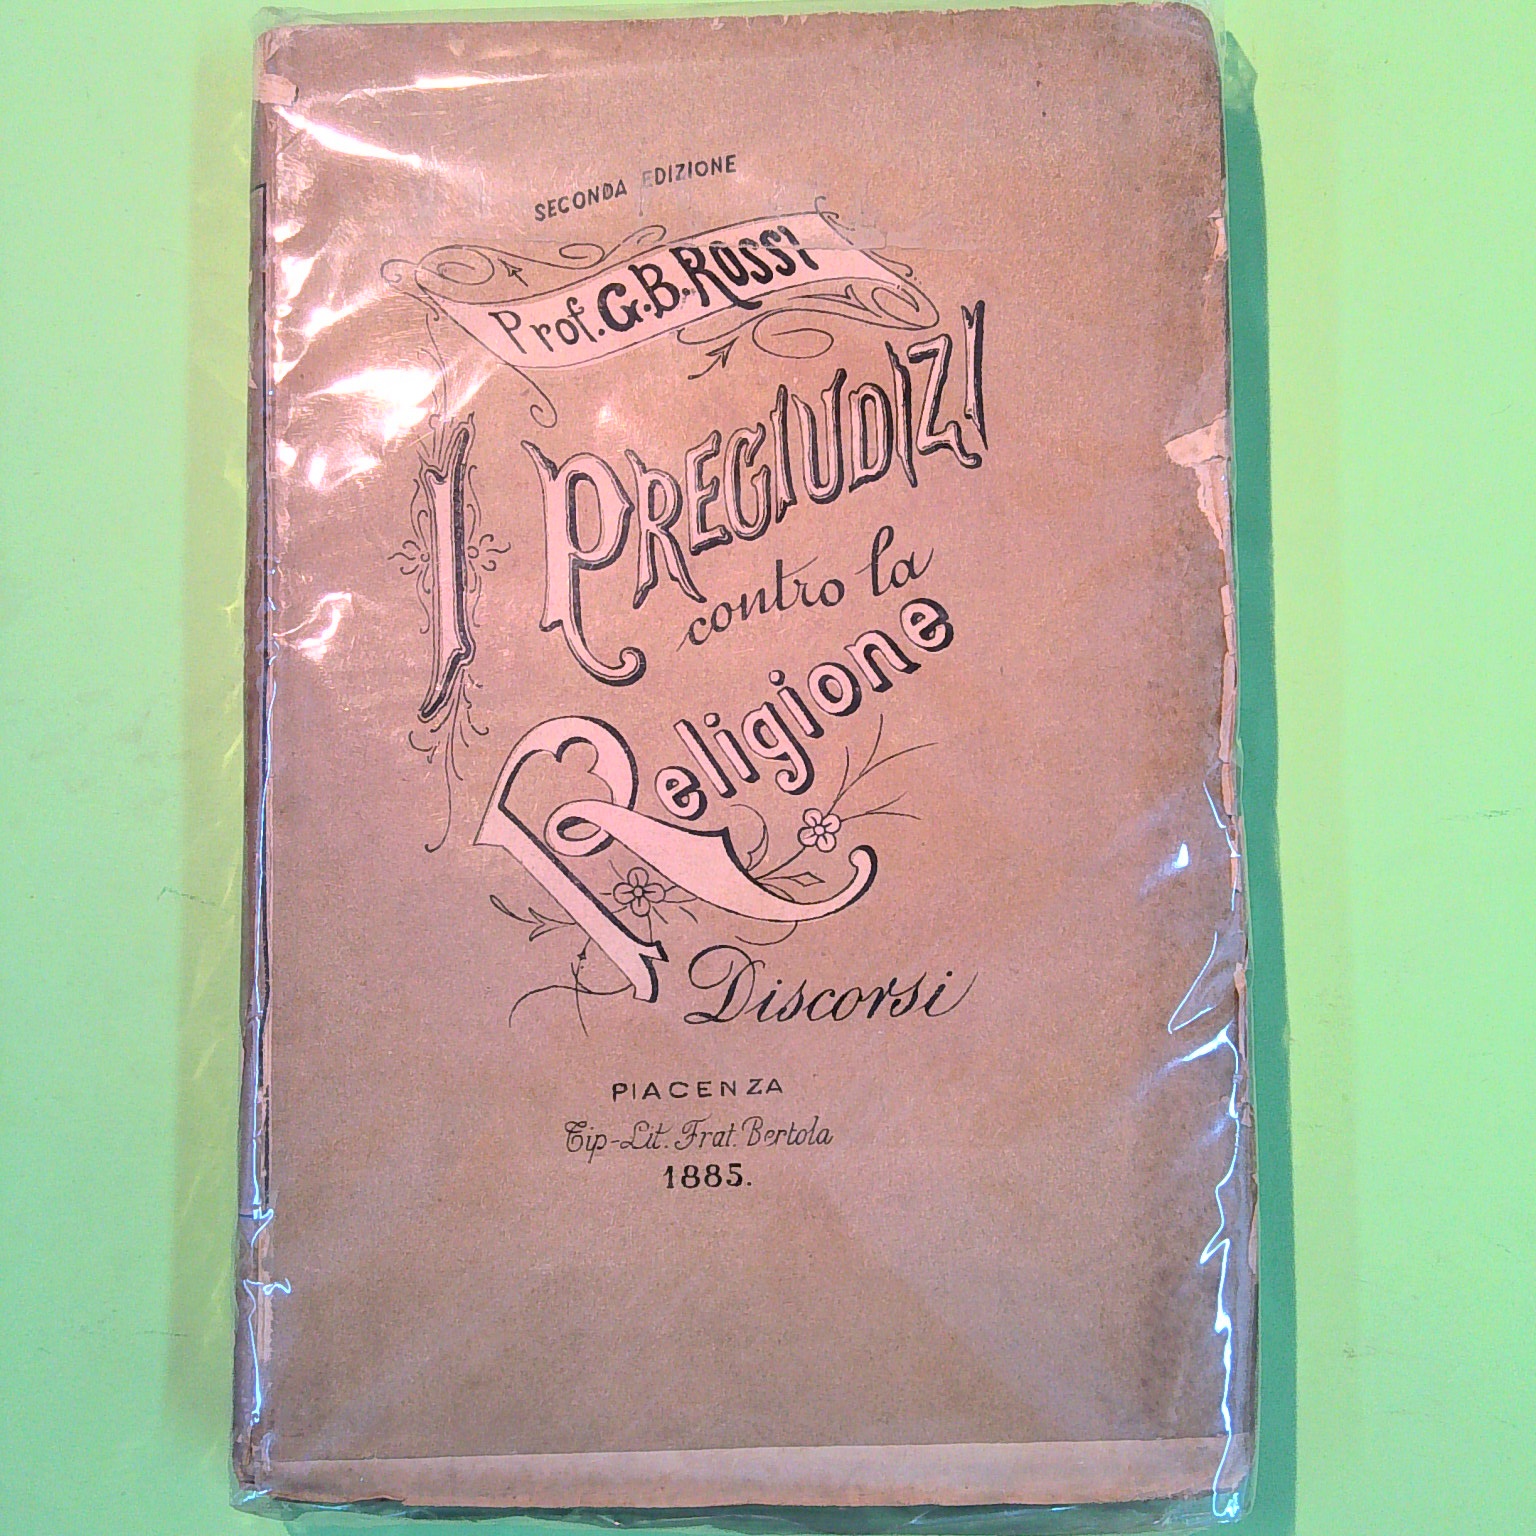 SECONDA EDIZIONE
Prof. G. B. ROSSI
I PREGIUDIZI
contro la
Religione
Discorsi
PIACENZA
Tip-Lit. Frat. Bertola
1885.